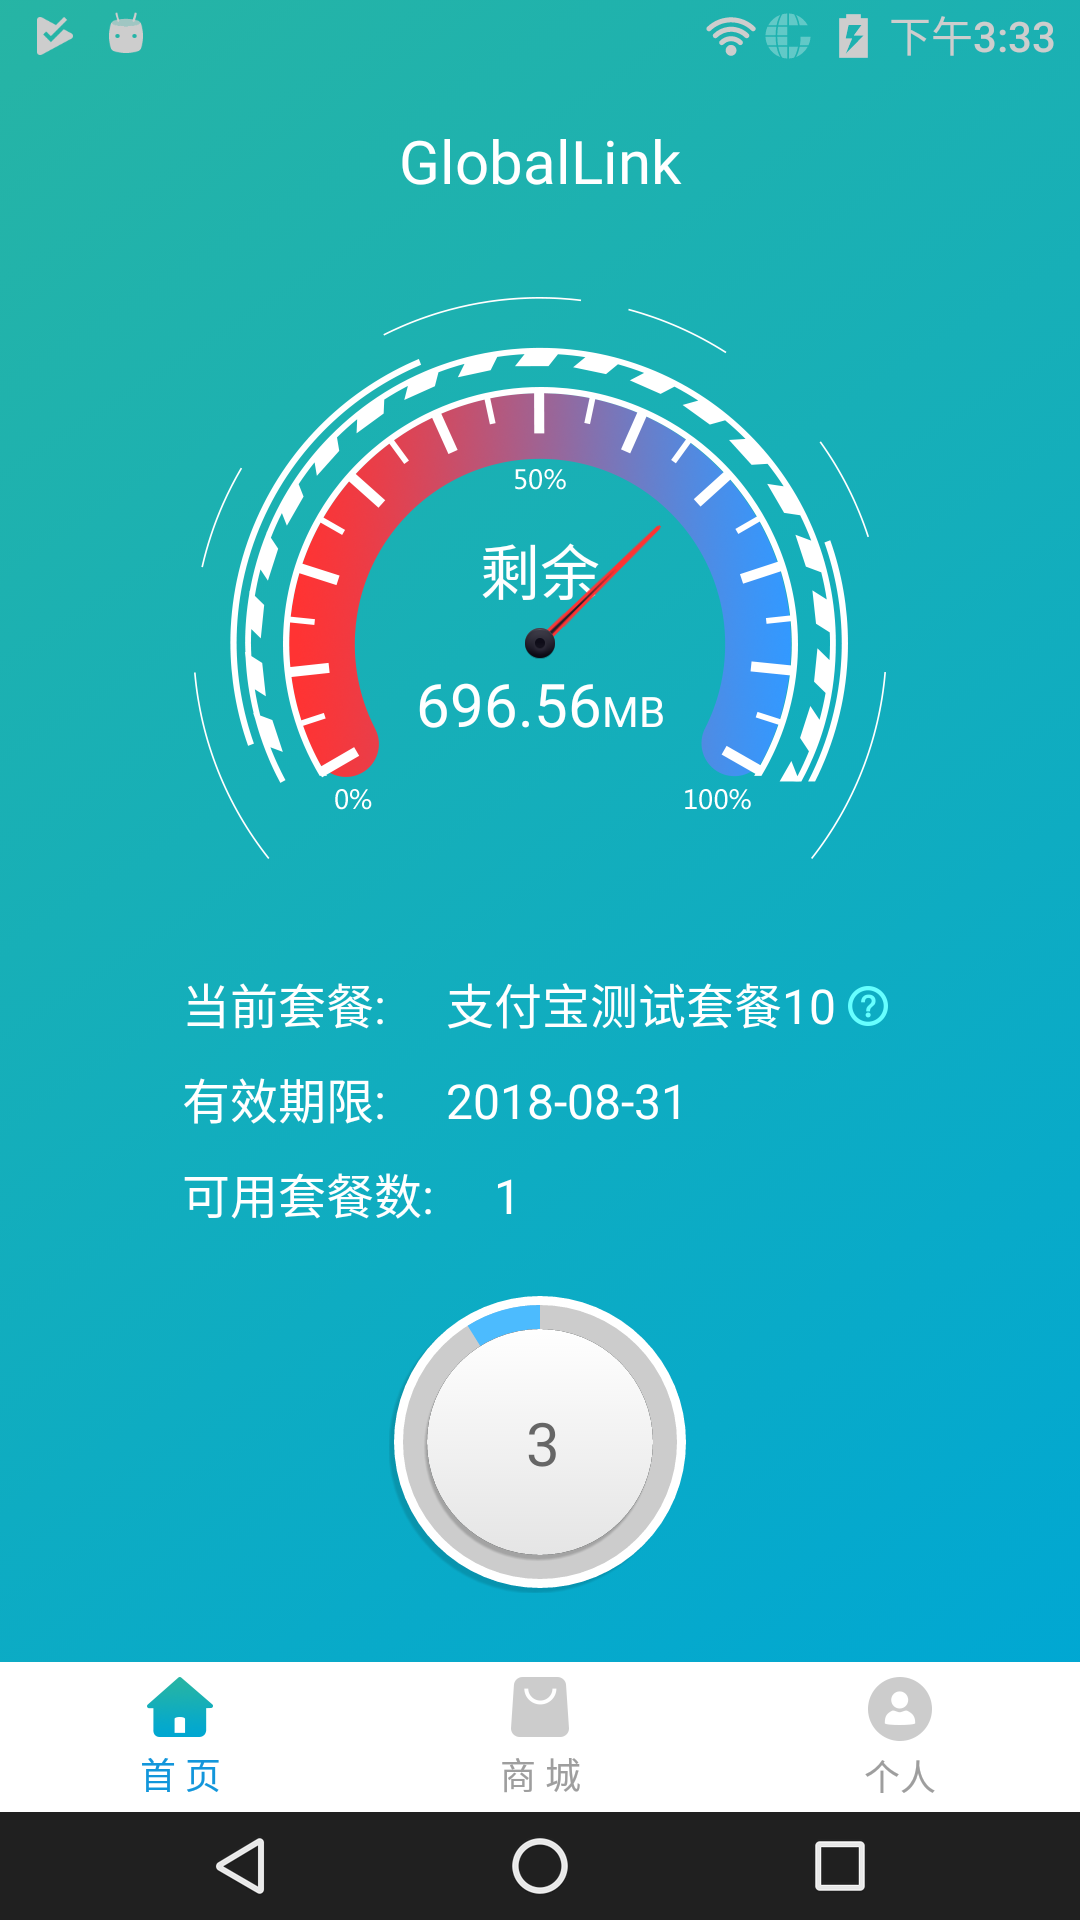 下午3:33
GlobalLink
50%
剩余
696.56MB
0%
100%
当前套餐: 支付宝测试套餐10 ?
有效期限: 2018-08-31
可用套餐数: 1
3
首页
商城
个人